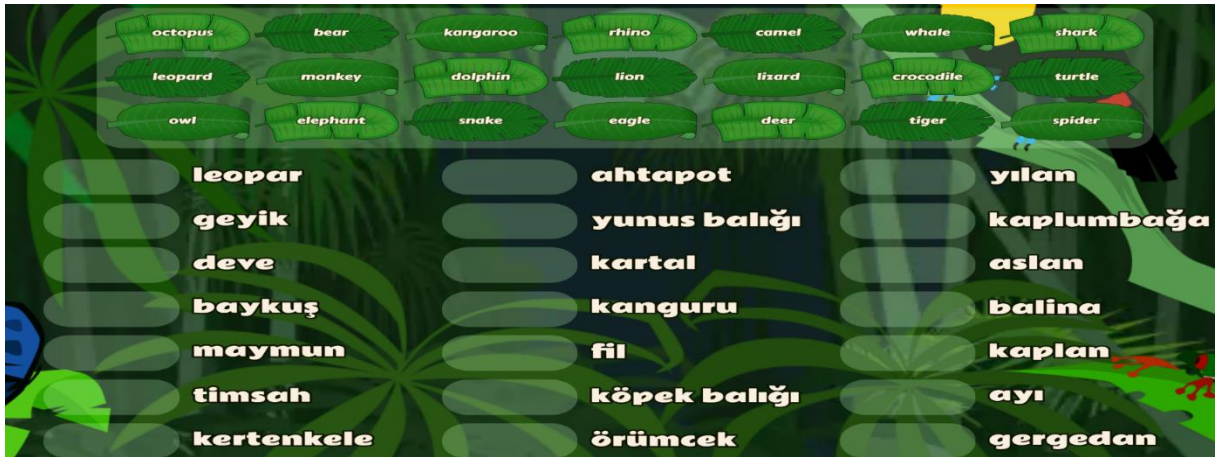 octopus bear kangaroo rhino camel whale shark
leopard monkey dolphin lion lizard crocodile turtle
owl elephant snake eagle deer tiger spider
leopar ahtapot yılan
geyik yunus balığı kaplumbağa
deve kartal aslan
baykuş kanguru balina
maymun fil kaplan
timsah köpek balığı ayı
kertenkele örümcek gergedan